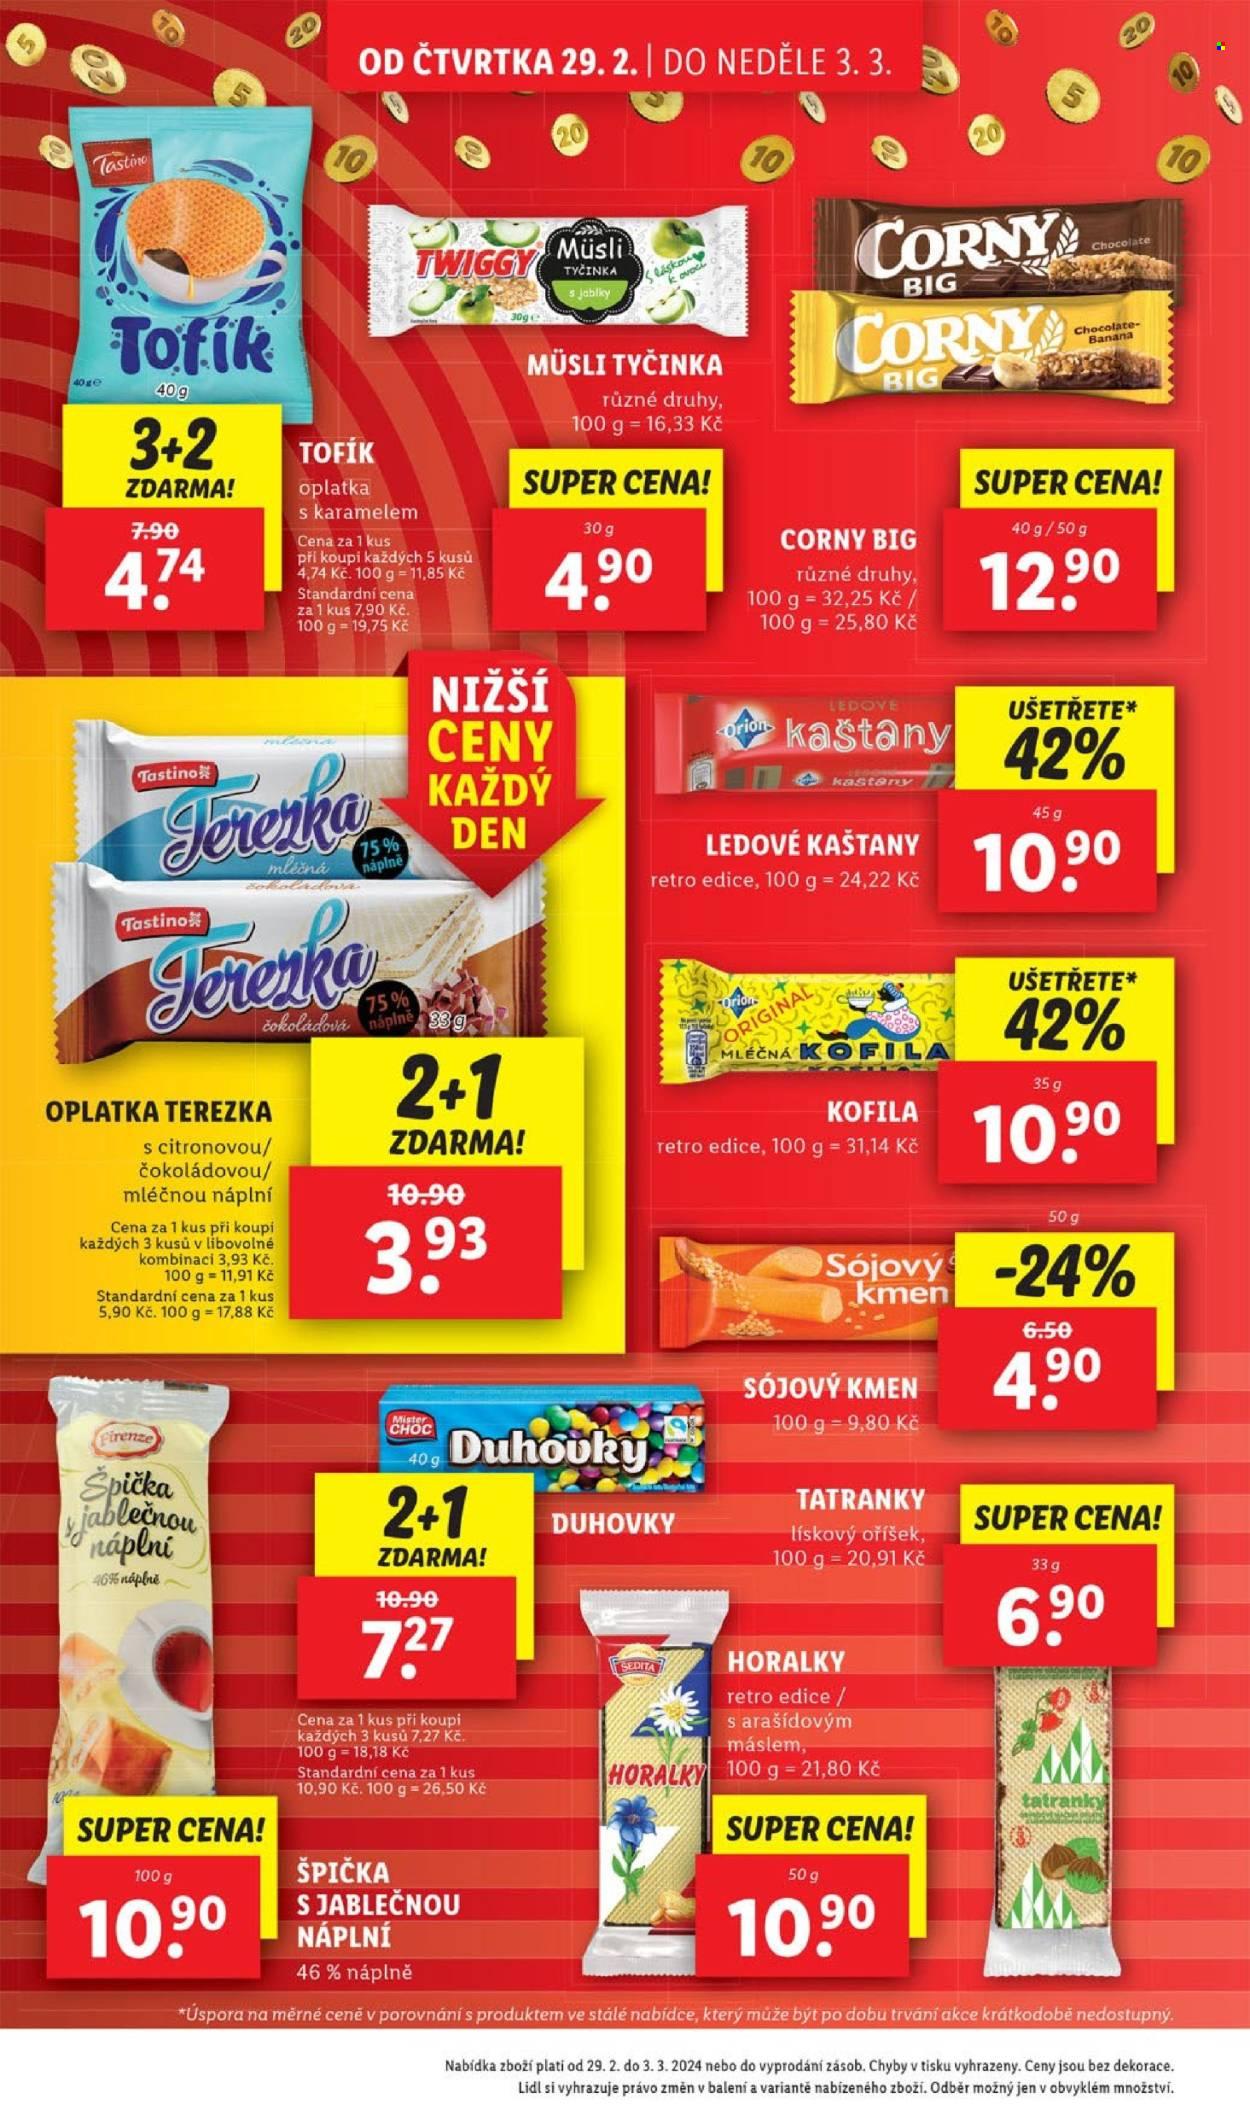 OD ČTVRTKA 29. 2. | DO NEDĚLE 3. 3.
Tastino
Tofík
40 g e
40 g
3+2
ZDARMA!
7.90
4.74
TOFÍK
oplatka
s karamelem
Cena za 1 kus
při koupi každých 5 kusů
4,74 Kč. 100 g = 11,85 Kč
Standardní cena
za 1 kus 7,90 Kč.
100 g = 19,75 Kč
TWIGGY
Müsli
TYČINKA
s jablky
S láskou k ovoci
30g
MÜSLI TYČINKA
různé druhy,
100 g = 16,33 Kč
SUPER CENA!
30 g
4.90
CORNY
BIG
Chocolate
CORNY
BIG
Chocolate-
Banana
CORNY BIG
různé druhy,
100 g = 32,25 Kč /
100 g = 25,80 Kč
SUPER CENA!
40 g / 50 g
12.90
NIŽŠÍ
CENY
KAŽDÝ
DEN
mléčná
Tastino
Terezka
mléčná
75 %
náplně
čokoládová
Tastino
Terezka
čokoládová
75 %
náplně
33 g
OPLATKA TEREZKA
s citronovou/
čokoládovou/
mléčnou náplní
Cena za 1 kus při koupi
každých 3 kusů v libovolné
kombinaci 3,93 Kč.
100 g = 11,91 Kč
Standardní cena za 1 kus
5,90 Kč. 100 g = 17,88 Kč
2+1
ZDARMA!
10.90
3.93
LEDOVÉ
Orion
kaštany
LEDOVÉ
kaštany
LEDOVÉ KAŠTANY
retro edice, 100 g = 24,22 Kč
UŠETŘETE*
42%
45 g
10.90
Orion
ORIGINAL
MLÉČNÁ KOFILA
KOFILA
retro edice, 100 g = 31,14 Kč
UŠETŘETE*
42%
35 g
10.90
Sójový
kmen
SÓJOVÝ KMEN
100 g = 9,80 Kč
50 g
-24%
6.50
4.90
Firenze
Špička
s jablečnou
náplní
46% náplně
SUPER CENA!
100 g
10.90
ŠPIČKA
S JABLEČNOU
NÁPLNÍ
46 % náplně
Mister
CHOC
40 g
Duhovky
DUHOVKY
2+1
ZDARMA!
10.90
7.27
Cena za 1 kus při koupi
každých 3 kusů 7,27 Kč.
100 g = 18,18 Kč
Standardní cena za 1 kus
10,90 Kč. 100 g = 26,50 Kč
SEDITA
HORALKY
HORALKY
retro edice /
s arašídovým
máslem,
100 g = 21,80 Kč
SUPER CENA!
50 g
10.90
TATRANKY
lískový oříšek,
100 g = 20,91 Kč
SUPER CENA!
33 g
6.90
tatranky
*Úspora na měrné ceně v porovnání s produktem ve stálé nabídce, který může být po dobu trvání akce krátkodobě nedostupný.
Nabídka zboží platí od 29. 2. do 3. 3. 2024 nebo do vyprodání zásob. Chyby v tisku vyhrazeny. Ceny jsou bez dekorace.
Lidl si vyhrazuje právo změn v balení a variantě nabízeného zboží. Odběr možný jen v obvyklém množství.